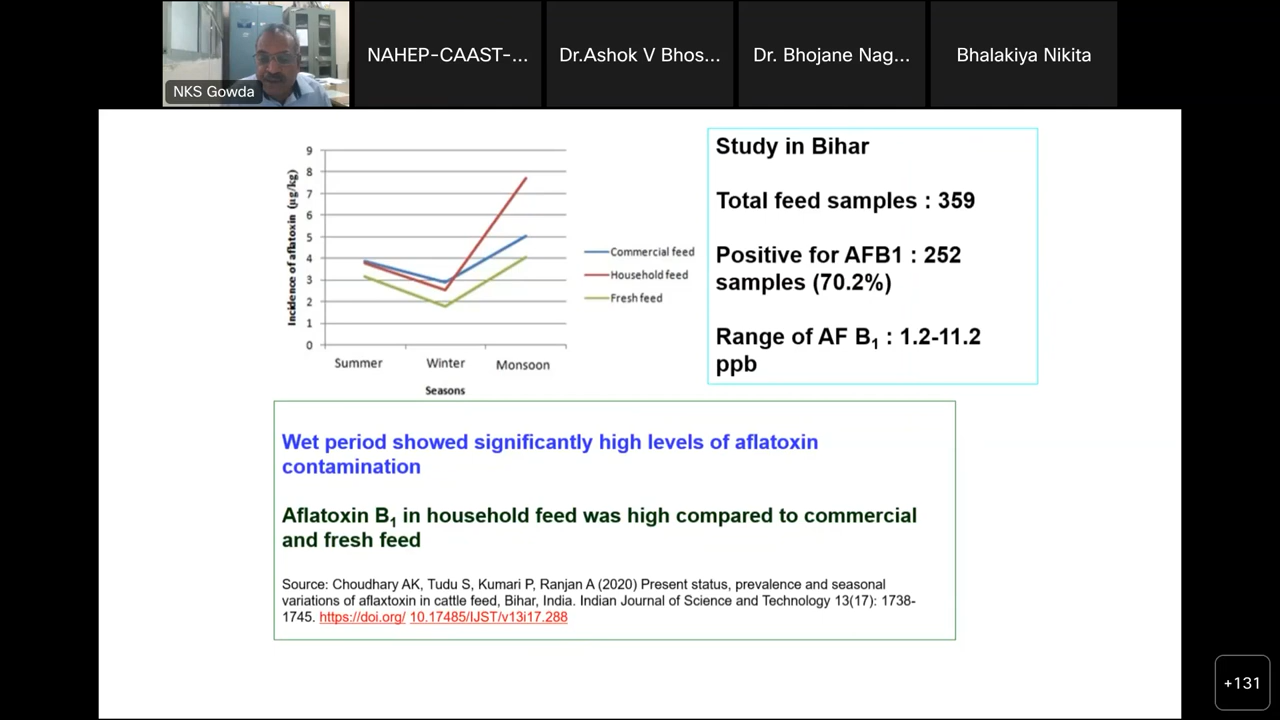 NKS Gowda
NAHEP-CAAST-...
Dr.Ashok V Bhos...
Dr. Bhojane Nag...
Bhalakiya Nikita
Incidence of aflatoxin (µg/kg)
9
8
7
6
5
4
3
2
1
0
Summer
Winter
Monsoon
Seasons
Commercial feed
Household feed
Fresh feed
Study in Bihar
Total feed samples : 359
Positive for AFB1 : 252
samples (70.2%)
Range of AF B1 : 1.2-11.2
ppb
Wet period showed significantly high levels of aflatoxin
contamination
Aflatoxin B1 in household feed was high compared to commercial
and fresh feed
Source: Choudhary AK, Tudu S, Kumari P, Ranjan A (2020) Present status, prevalence and seasonal
variations of aflaxtoxin in cattle feed, Bihar, India. Indian Journal of Science and Technology 13(17): 1738-
1745. https://doi.org/ 10.17485/IJST/v13i17.288
+131